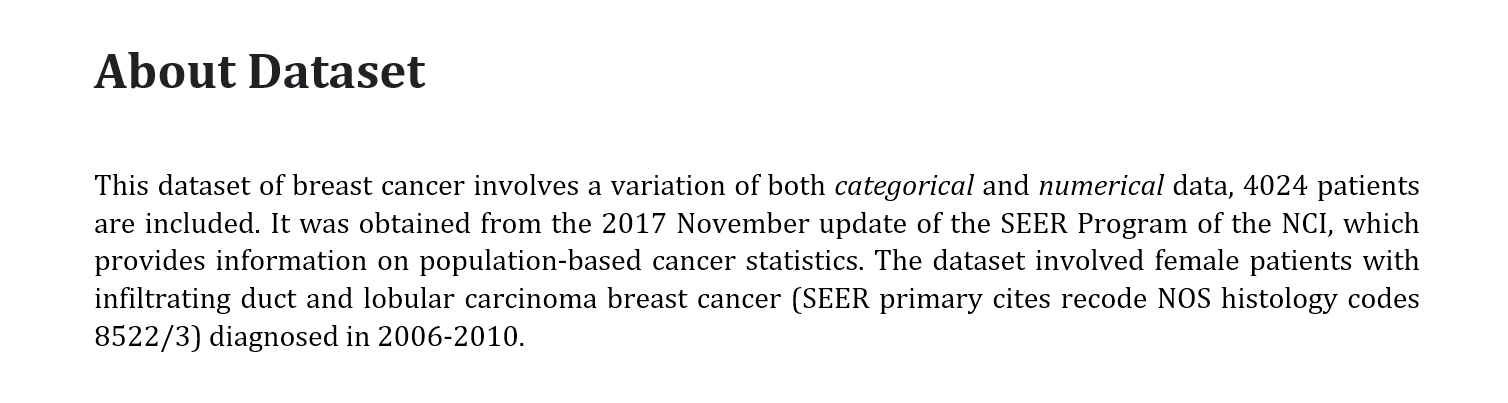 About Dataset
This dataset of breast cancer involves a variation of both categorical and numerical data, 4024 patients
are included. It was obtained from the 2017 November update of the SEER Program of the NCI, which
provides information on population-based cancer statistics. The dataset involved female patients with
infiltrating duct and lobular carcinoma breast cancer (SEER primary cites recode NOS histology codes
8522/3) diagnosed in 2006-2010.